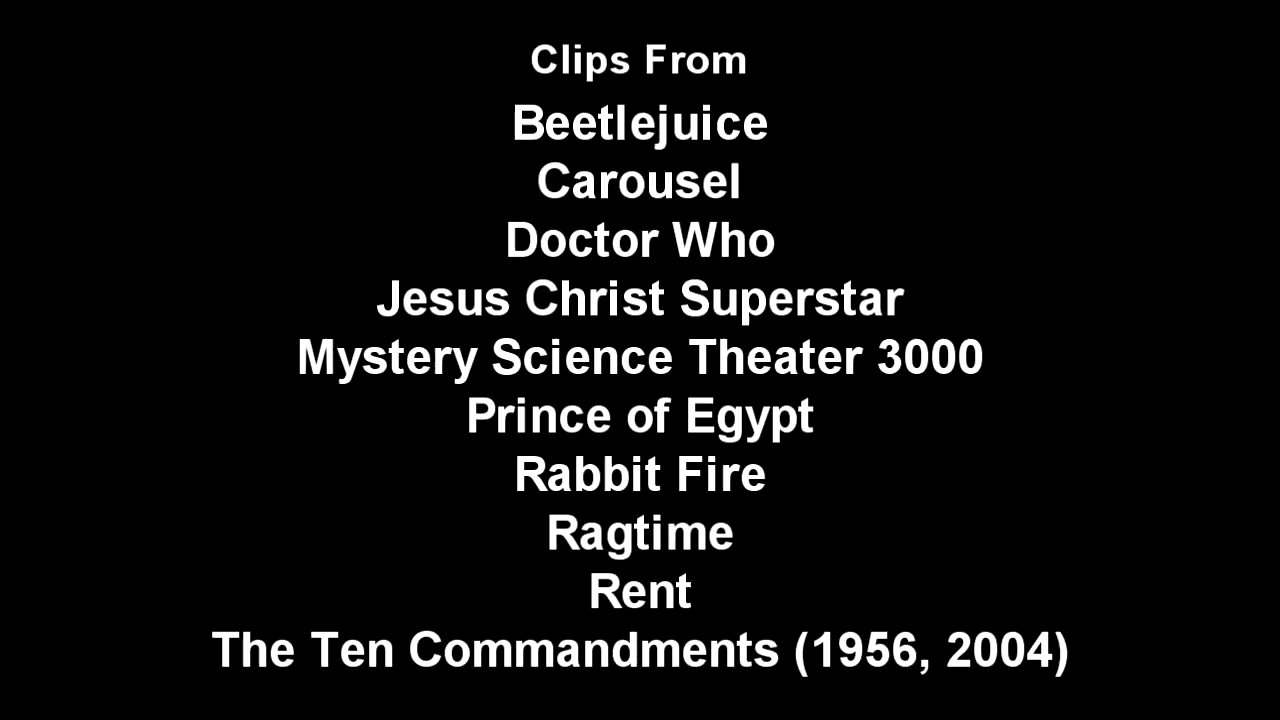 Clips From
Beetlejuice
Carousel
Doctor Who
Jesus Christ Superstar
Mystery Science Theater 3000
Prince of Egypt
Rabbit Fire
Ragtime
Rent
The Ten Commandments (1956, 2004)